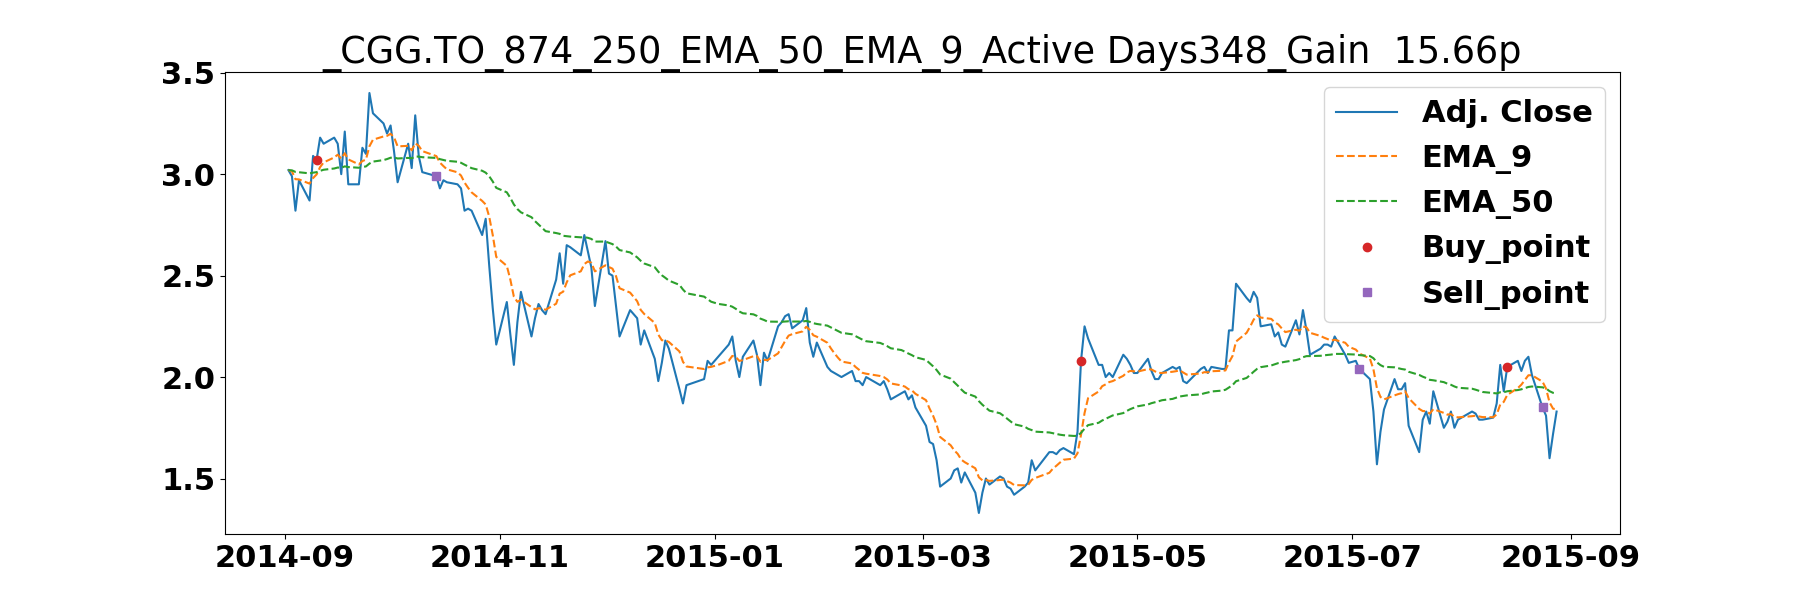 _CGG.TO_874_250_EMA_50_EMA_9_Active Days348_Gain  15.66p
3.5
3.0
2.5
2.0
1.5
Adj. Close
EMA_9
EMA_50
Buy_point
Sell_point
2014-09 2014-11 2015-01 2015-03 2015-05 2015-07 2015-09